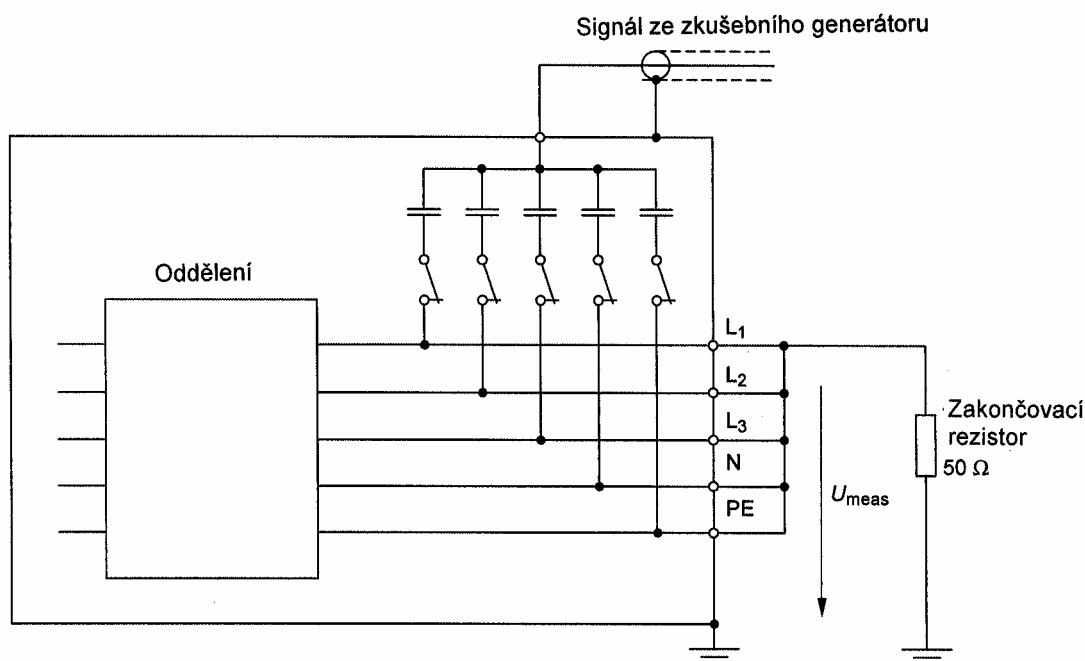 Signál ze zkušebního generátoru
Oddělení
L1
L2
L3
N
PE
Umeas
Zakončovací
rezistor
50 Ω